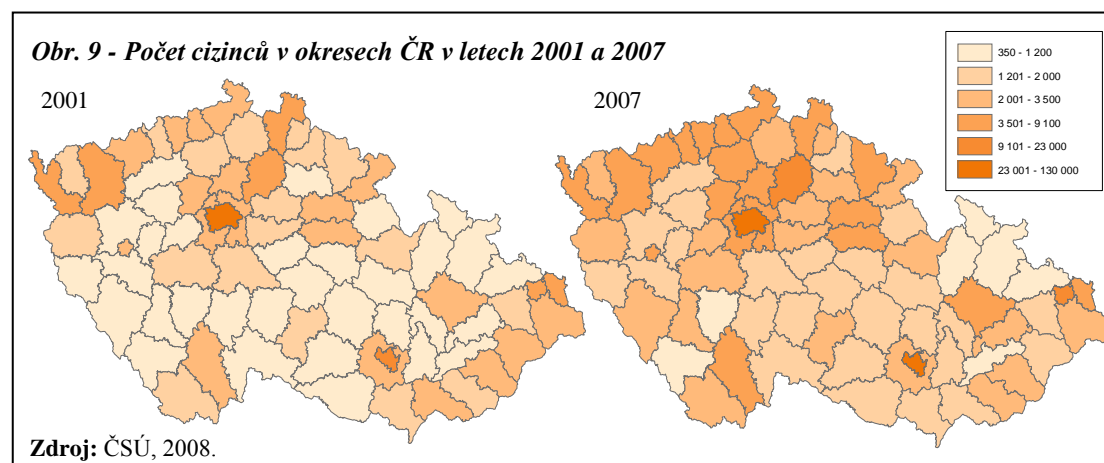 Obr. 9 - Počet cizinců v okresech ČR v letech 2001 a 2007
350 - 1 200
1 201 - 2 000
2 001 - 3 500
3 501 - 9 100
9 101 - 23 000
23 001 - 130 000
2001
2007
Zdroj: ČSÚ, 2008.